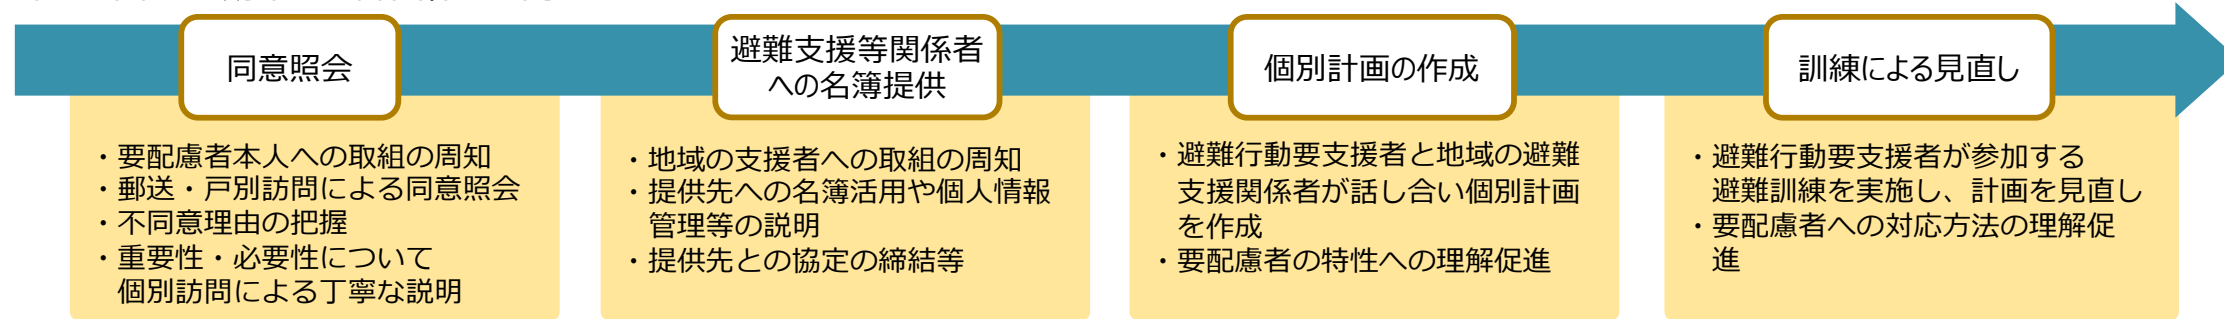 同意照会
・要配慮者本人への取組の周知
・郵送・戸別訪問による同意照会
・不同意理由の把握
・重要性・必要性について
個別訪問による丁寧な説明
避難支援等関係者
への名簿提供
・地域の支援者への取組の周知
・提供先への名簿活用や個人情報
管理等の説明
・提供先との協定の締結等
個別計画の作成
・避難行動要支援者と地域の避難
支援関係者が話し合い個別計画
を作成
・要配慮者の特性への理解促進
訓練による見直し
・避難行動要支援者が参加する
避難訓練を実施し、計画を見直し
・要配慮者への対応方法の理解促
進